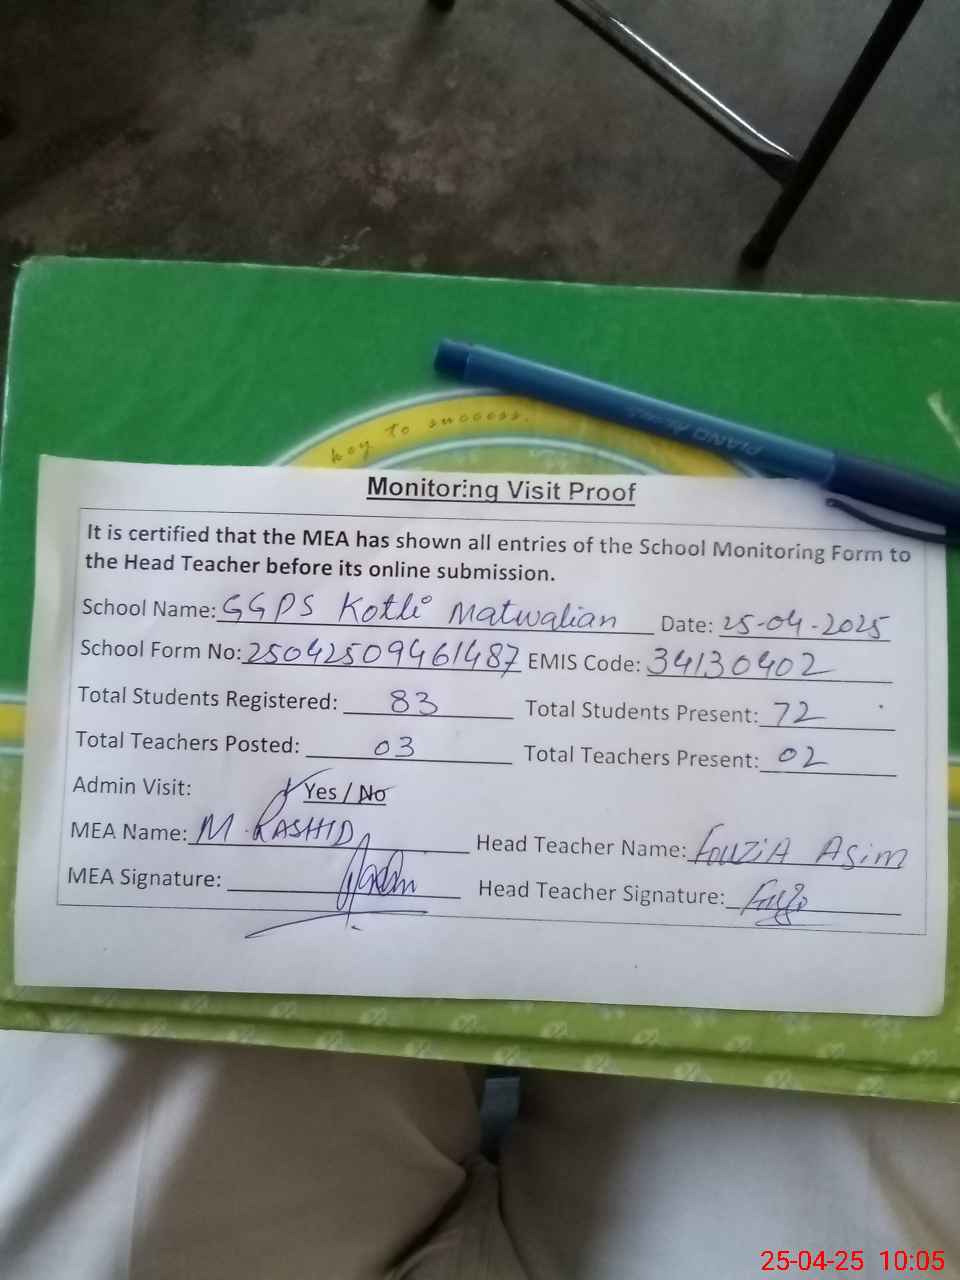 key to success.
PIANO
Monitoring Visit Proof
It is certified that the MEA has shown all entries of the School Monitoring Form to
the Head Teacher before its online submission.
School Name: GGPS Kotli Matwalian Date: 25-04-2025
School Form No: 25042509461487 EMIS Code: 34130402
Total Students Registered: 83 Total Students Present: 72
Total Teachers Posted: 03 Total Teachers Present: 02
Admin Visit: Yes / No
MEA Name: M. RASHID Head Teacher Name: Fouzia Asim
MEA Signature: Head Teacher Signature:
25-04-25 10:05